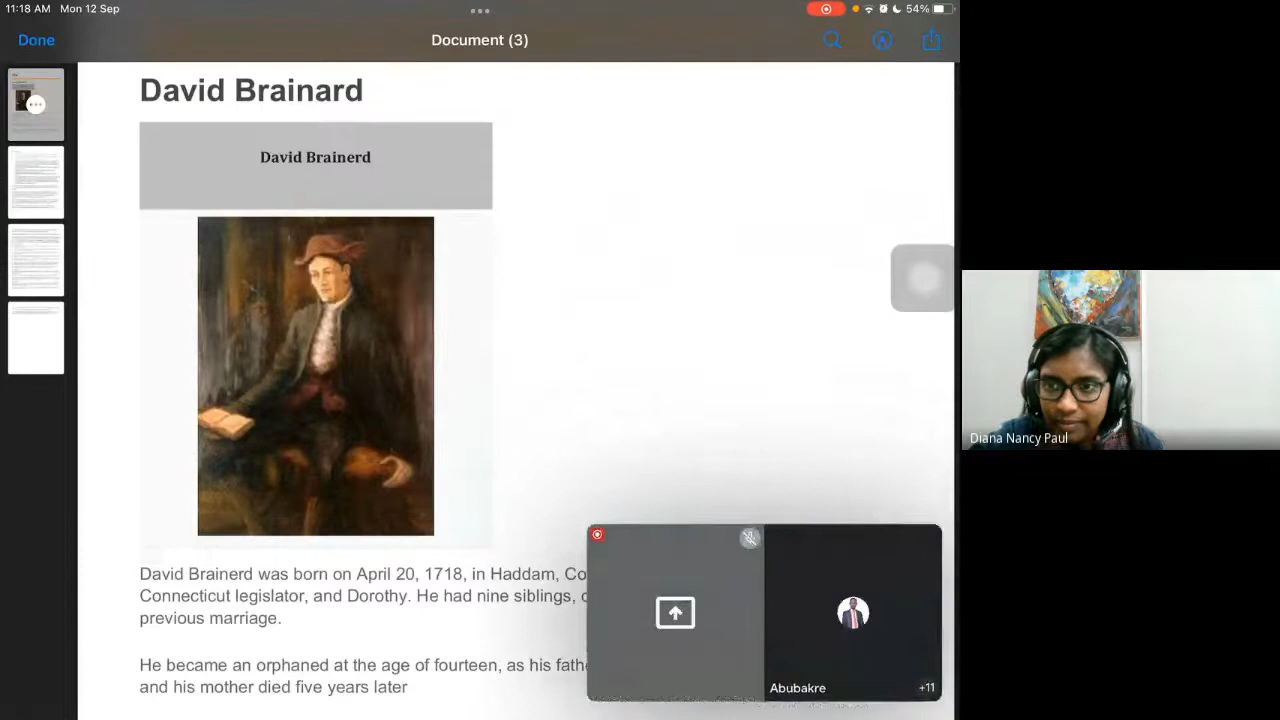 11:18 AM Mon 12 Sep
54%
Done
Document (3)
David Brainard
David Brainerd
David Brainerd was born on April 20, 1718, in Haddam, Co
Connecticut legislator, and Dorothy. He had nine siblings,
previous marriage.
He became an orphaned at the age of fourteen, as his fath
and his mother died five years later
Abubakre
+11
Diana Nancy Paul